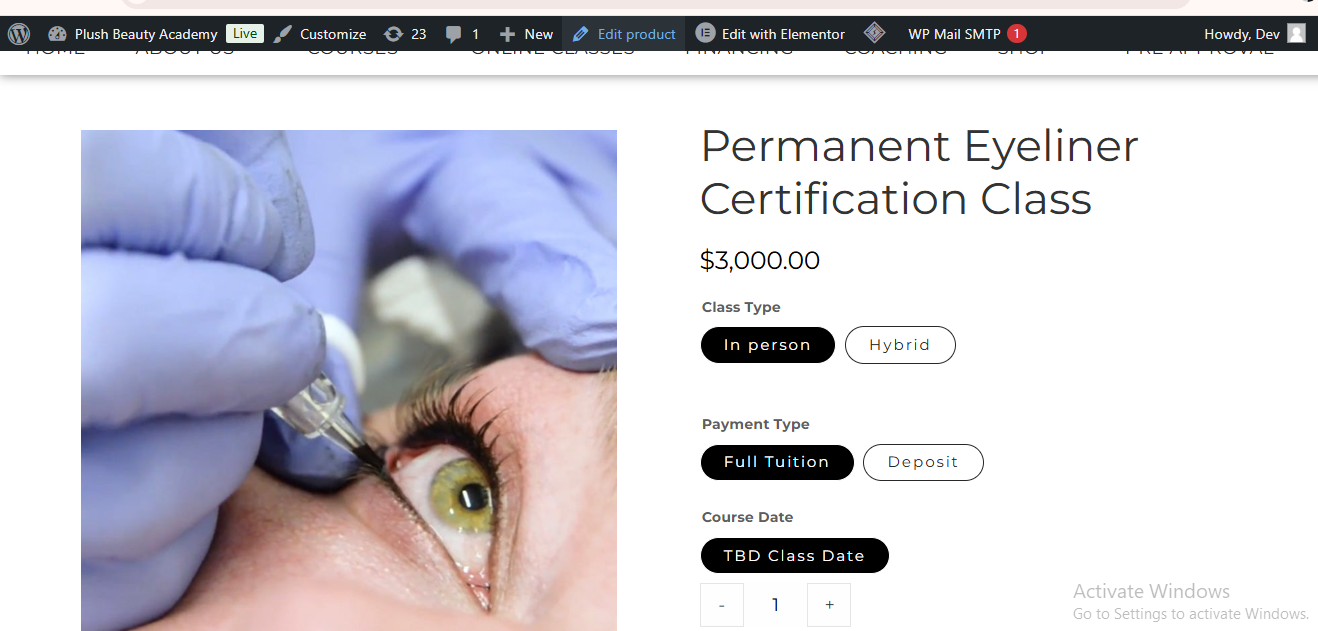 Plush Beauty Academy Live Customize 23 1 New Edit product Edit with Elementor WP Mail SMTP 1 Howdy, Dev
HOME ABOUT US COURSES ONLINE CLASSES FINANCING COACHING SHOP PRE APPROVAL
Permanent Eyeliner
Certification Class
$3,000.00
Class Type
In person Hybrid
Payment Type
Full Tuition Deposit
Course Date
TBD Class Date
- 1 +
Activate Windows
Go to Settings to activate Windows.